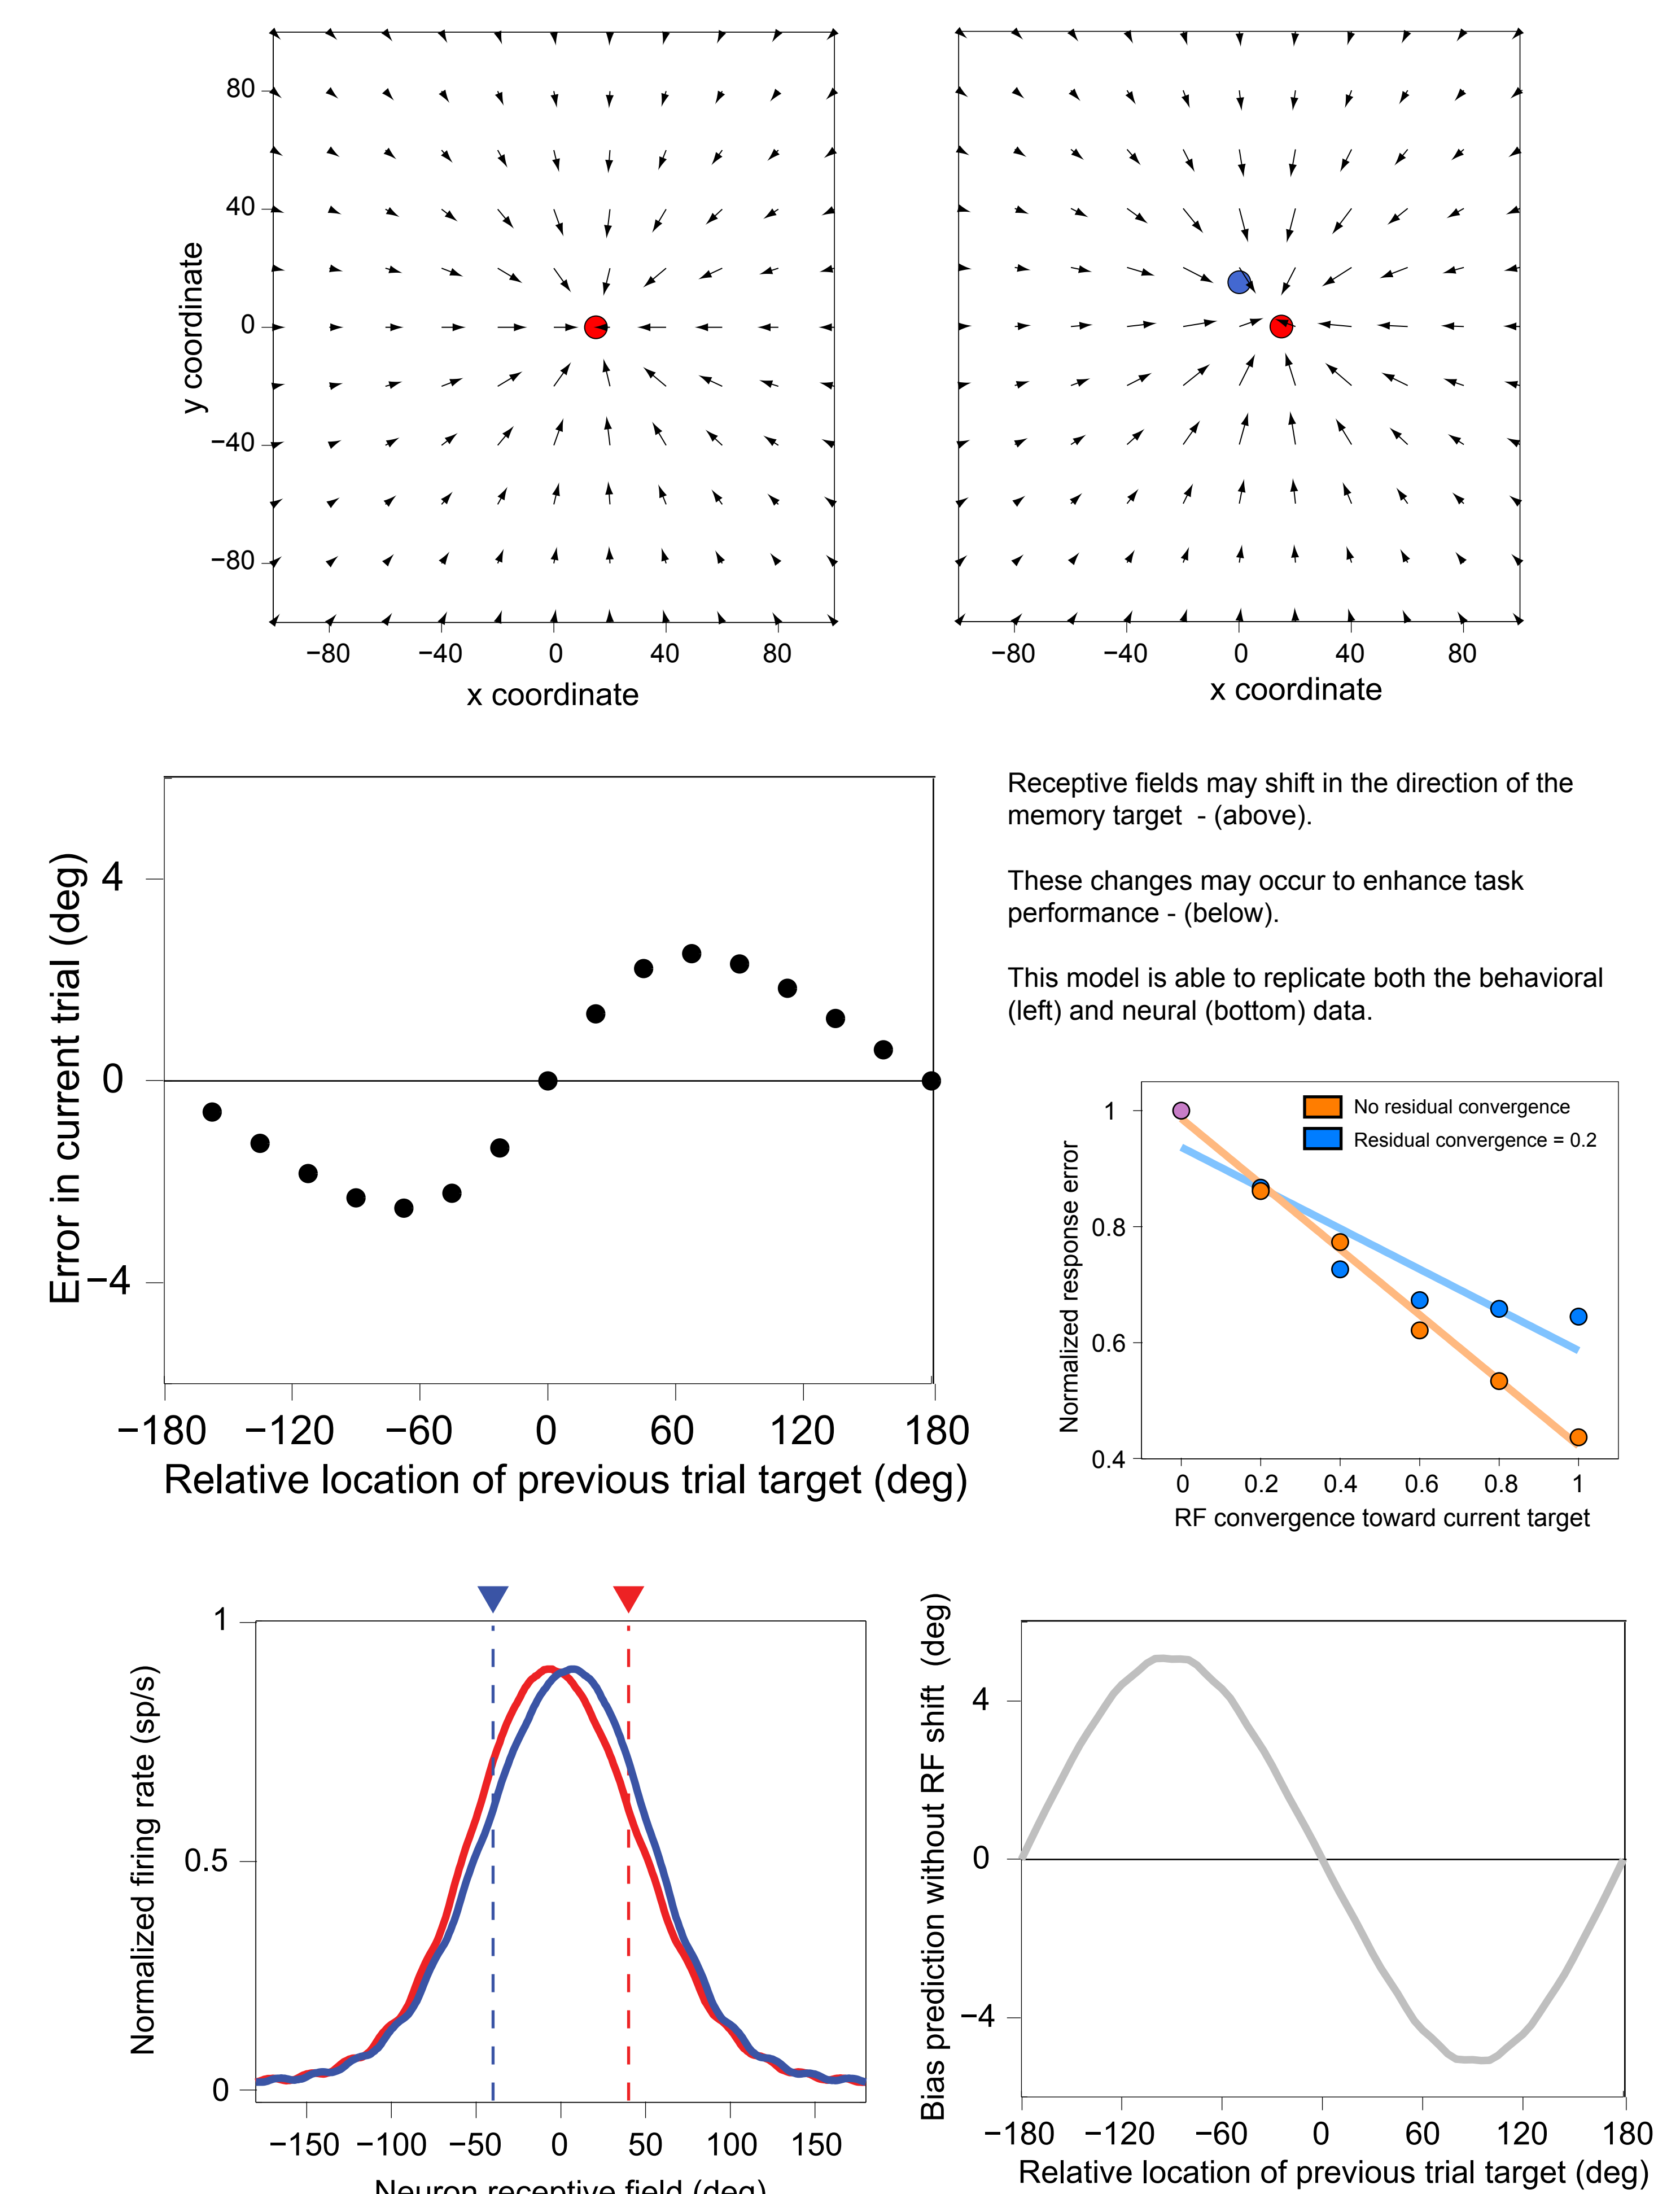 80
40
0
−40
−80
y coordinate
−80 −40 0 40 80
x coordinate
−80 −40 0 40 80
x coordinate
Receptive fields may shift in the direction of the
memory target - (above).
These changes may occur to enhance task
performance - (below).
This model is able to replicate both the behavioral
(left) and neural (bottom) data.
Error in current trial (deg)
4
0
−4
−180 −120 −60 0 60 120 180
Relative location of previous trial target (deg)
Normalized response error
1
0.8
0.6
0.4
No residual convergence
Residual convergence = 0.2
0 0.2 0.4 0.6 0.8 1
RF convergence toward current target
Normalized firing rate (sp/s)
1
0.5
0
−150 −100 −50 0 50 100 150
Neuron receptive field (deg)
Bias prediction without RF shift (deg)
4
0
−4
−180 −120 −60 0 60 120 180
Relative location of previous trial target (deg)